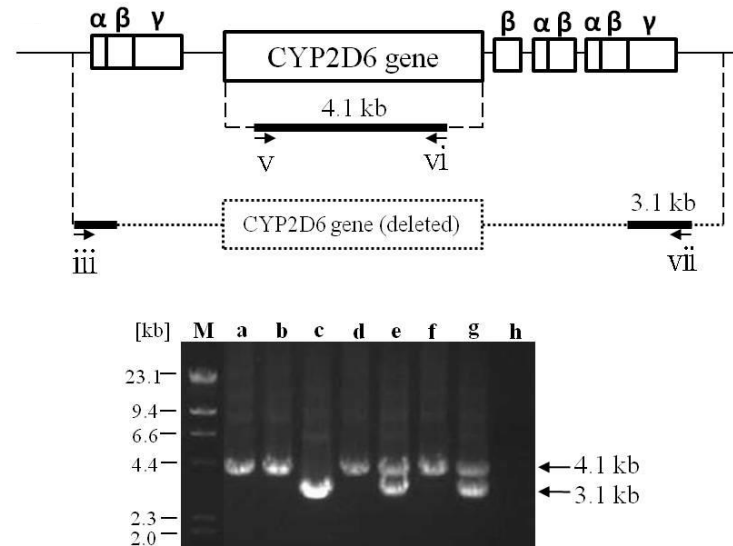 α β γ β α β α β γ
CYP2D6 gene
4.1 kb
v vi
3.1 kb
CYP2D6 gene (deleted)
iii vii
[kb] M a b c d e f g h
23.1
9.4
6.6
4.4
4.1 kb
3.1 kb
2.3
2.0